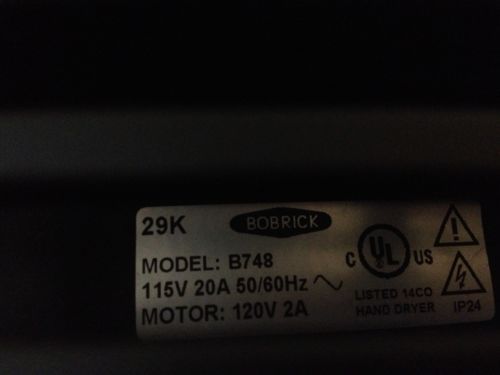 29K BOBRICK
MODEL: B748
115V 20A 50/60Hz
MOTOR: 120V 2A
C UL US
LISTED 14CO
HAND DRYER
IP24